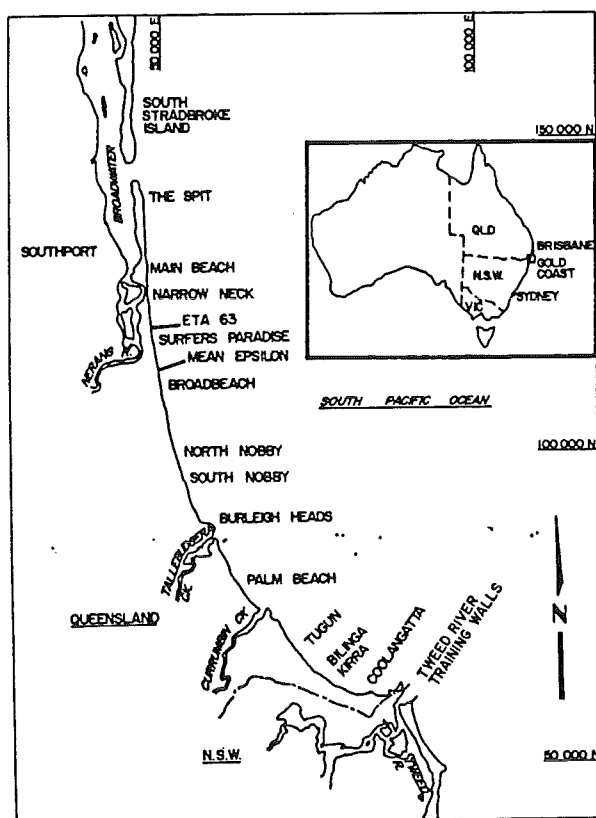 50 000 E
100 000 E
SOUTH
STRADBROKE
ISLAND
150 000 N
BROADWATER
THE SPIT
SOUTHPORT
MAIN BEACH
NARROW NECK
ETA 63
SURFERS PARADISE
MEAN EPSILON
NERANG
R
BROADBEACH
QLD
BRISBANE
GOLD
COAST
N.S.W.
SYDNEY
VIC
SOUTH PACIFIC OCEAN
NORTH NOBBY
100 000 N
SOUTH NOBBY
BURLEIGH HEADS
TALLEBUDGERA
CK
PALM BEACH
QUEENSLAND
CURRUMBIN CK
TUGUN
BILINGA
KIRRA
COOLANGATTA
TWEED RIVER
TRAINING WALLS
N
N.S.W.
TWEED
R
50 000 N